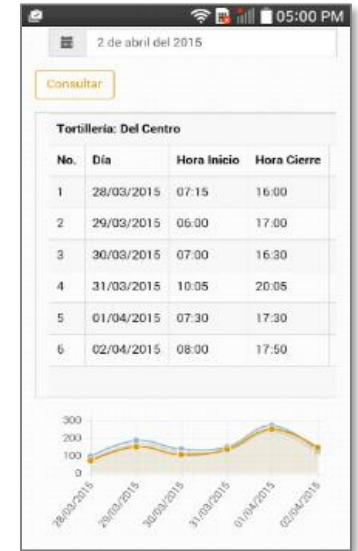 05:00 PM
2 de abril del 2015
Consultar
Tortillería: Del Centro
No. Día Hora Inicio Hora Cierre
1 28/03/2015 07:15 16:00
2 29/03/2015 06:00 17:00
3 30/03/2015 07:00 16:30
4 31/03/2015 10:05 20:05
5 01/04/2015 07:30 17:30
6 02/04/2015 08:00 17:50
300
200
100
0
28/03/2015 29/03/2015 30/03/2015 31/03/2015 01/04/2015 02/04/2015